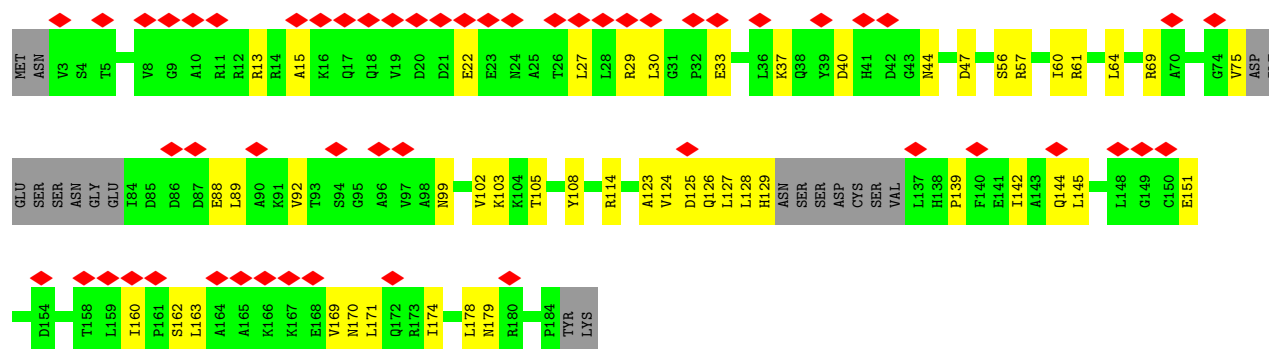 MET ASN V3 S4 T5 V8 G9 A10 R11 R12 R13 R14 A15 K16 Q17 Q18 V19 D20 D21 E22 E23 N24 A25 T26 L27 L28 R29 L30 G31 P32 E33 L36 K37 Q38 Y39 D40 H41 D42 G43 N44 D47 S56 R57 I60 R61 L64 R69 A70 G74 V75 ASP
GLU SER SER ASN GLY GLU I84 D85 D86 D87 E88 L89 A90 K91 V92 T93 S94 G95 A96 V97 A98 N99 V102 K103 K104 T105 Y108 R114 A123 V124 D125 Q126 L127 L128 H129 ASN SER SER ASP CYS SER VAL L137 H138 P139 F140 E141 I142 A143 Q144 L145 L148 G149 C150 E151
D154 T158 L159 I160 P161 S162 L163 A164 A165 K166 K167 E168 V169 N170 L171 Q172 R173 I174 L178 N179 R180 P184 TYR LYS